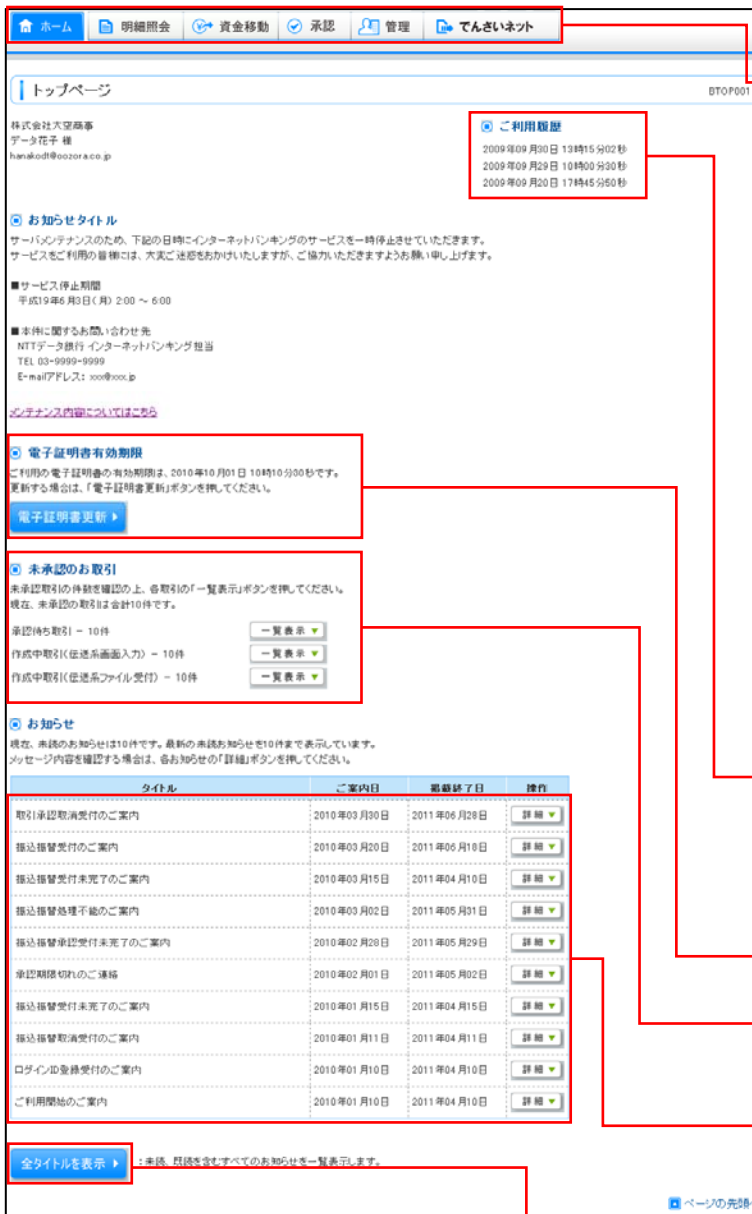 ホーム 明細照会 資金移動 承認 管理 でんさいネット
トップページ
BTOP001
株式会社大空商事
データ花子 様
hanakodt@oozora.co.jp
ご利用履歴
2009年09月30日 13時15分02秒
2009年09月29日 10時00分30秒
2009年09月20日 17時45分50秒
お知らせタイトル
サーバメンテナンスのため、下記の日時にインターネットバンキングのサービスを一時停止させていただきます。
サービスをご利用の皆様には、大変ご迷惑をおかけいたしますが、ご協力いただきますようお願い申し上げます。
■サービス停止期間
平成19年6月3日(月) 2:00 ～ 6:00
■本件に関するお問い合わせ先
NTTデータ銀行 インターネットバンキング担当
TEL 03-9999-9999
E-mailアドレス: xxx@xxx.jp
メンテナンス内容についてはこちら
電子証明書有効期限
ご利用の電子証明書の有効期限は、2010年10月01日 10時10分00秒です。
更新する場合は、「電子証明書更新」ボタンを押してください。
電子証明書更新
未承認のお取引
未承認取引の件数を確認の上、各取引の「一覧表示」ボタンを押してください。
現在、未承認の取引は合計10件です。
承認待ち取引 - 10件 一覧表示
作成中取引(伝送系画面入力) - 10件 一覧表示
作成中取引(伝送系ファイル受付) - 10件 一覧表示
お知らせ
現在、未読のお知らせは10件です。最新の未読お知らせを10件まで表示しています。
メッセージ内容を確認する場合は、各お知らせの「詳細」ボタンを押してください。
タイトル ご案内日 掲載終了日 操作
取引承認取消受付のご案内 2010年03月30日 2011年06月28日 詳細
振込振替受付のご案内 2010年03月20日 2011年06月18日 詳細
振込振替受付未完了のご案内 2010年03月15日 2011年04月10日 詳細
振込振替処理不能のご案内 2010年03月02日 2011年05月31日 詳細
振込振替承認受付未完了のご案内 2010年02月28日 2011年05月29日 詳細
承認期限切れのご連絡 2010年02月01日 2011年05月02日 詳細
振込振替受付未完了のご案内 2010年01月15日 2011年04月15日 詳細
振込振替取消受付のご案内 2010年01月11日 2011年04月11日 詳細
ログインID登録受付のご案内 2010年01月10日 2011年04月10日 詳細
ご利用開始のご案内 2010年01月10日 2011年04月10日 詳細
全タイトルを表示 :未読、既読を含むすべてのお知らせを一覧表示します。
ページの先頭